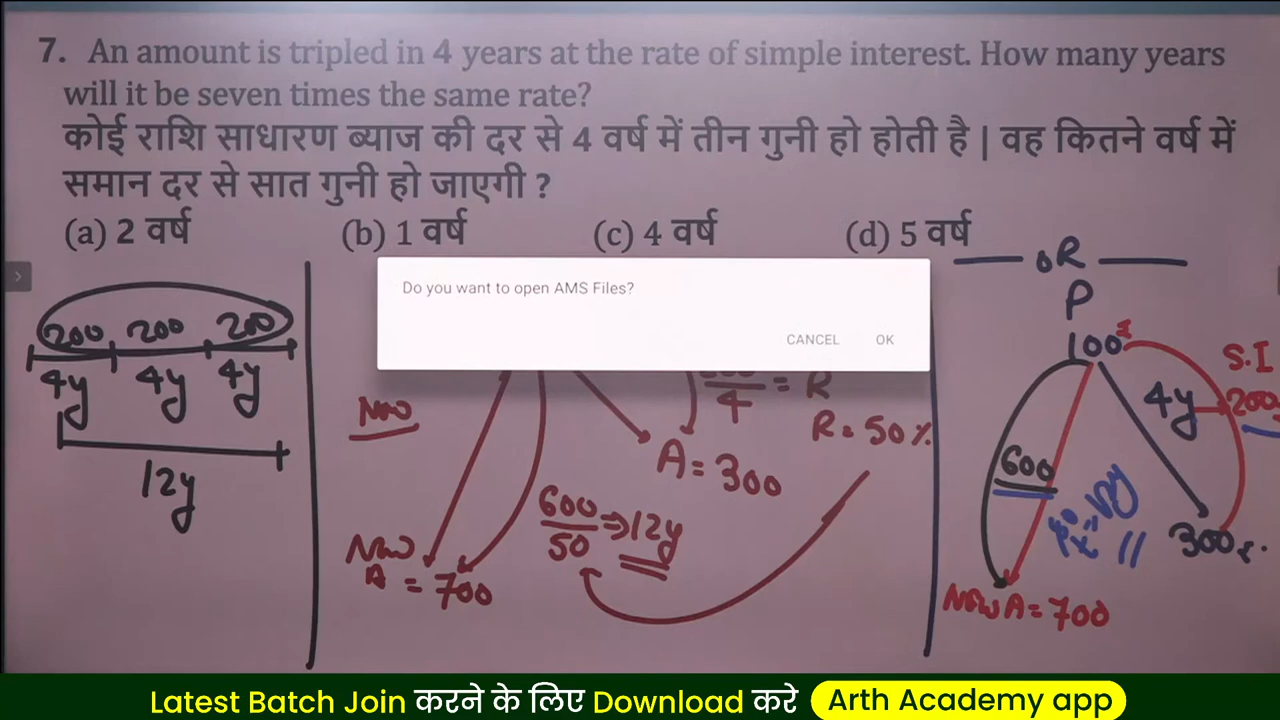 7. An amount is tripled in 4 years at the rate of simple interest. How many years
will it be seven times the same rate?
कोई राशि साधारण ब्याज की दर से 4 वर्ष में तीन गुनी हो होती है | वह कितने वर्ष में
समान दर से सात गुनी हो जाएगी ?
(a) 2 वर्ष (b) 1 वर्ष (c) 4 वर्ष (d) 5 वर्ष
200 200 200
4y 4y 4y
12y
Do you want to open AMS Files?
CANCEL OK
New
4 = R
R = 50%
A = 300
600/50 ⇒ 12y
New
A = 700
OR
P
100
S.I
4y 200
600
300
New A = 700
Latest Batch Join करने के लिए Download करे Arth Academy app